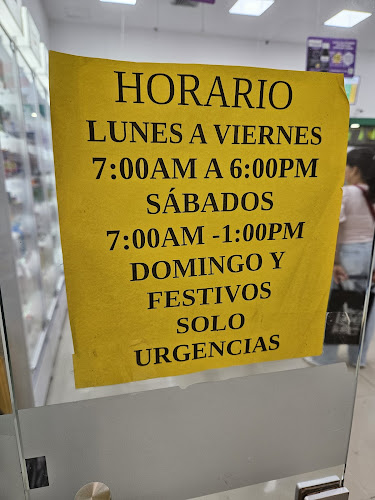 HORARIO
LUNES A VIERNES
7:00AM A 6:00PM
SÁBADOS
7:00AM -1:00PM
DOMINGO Y
FESTIVOS
SOLO
URGENCIAS